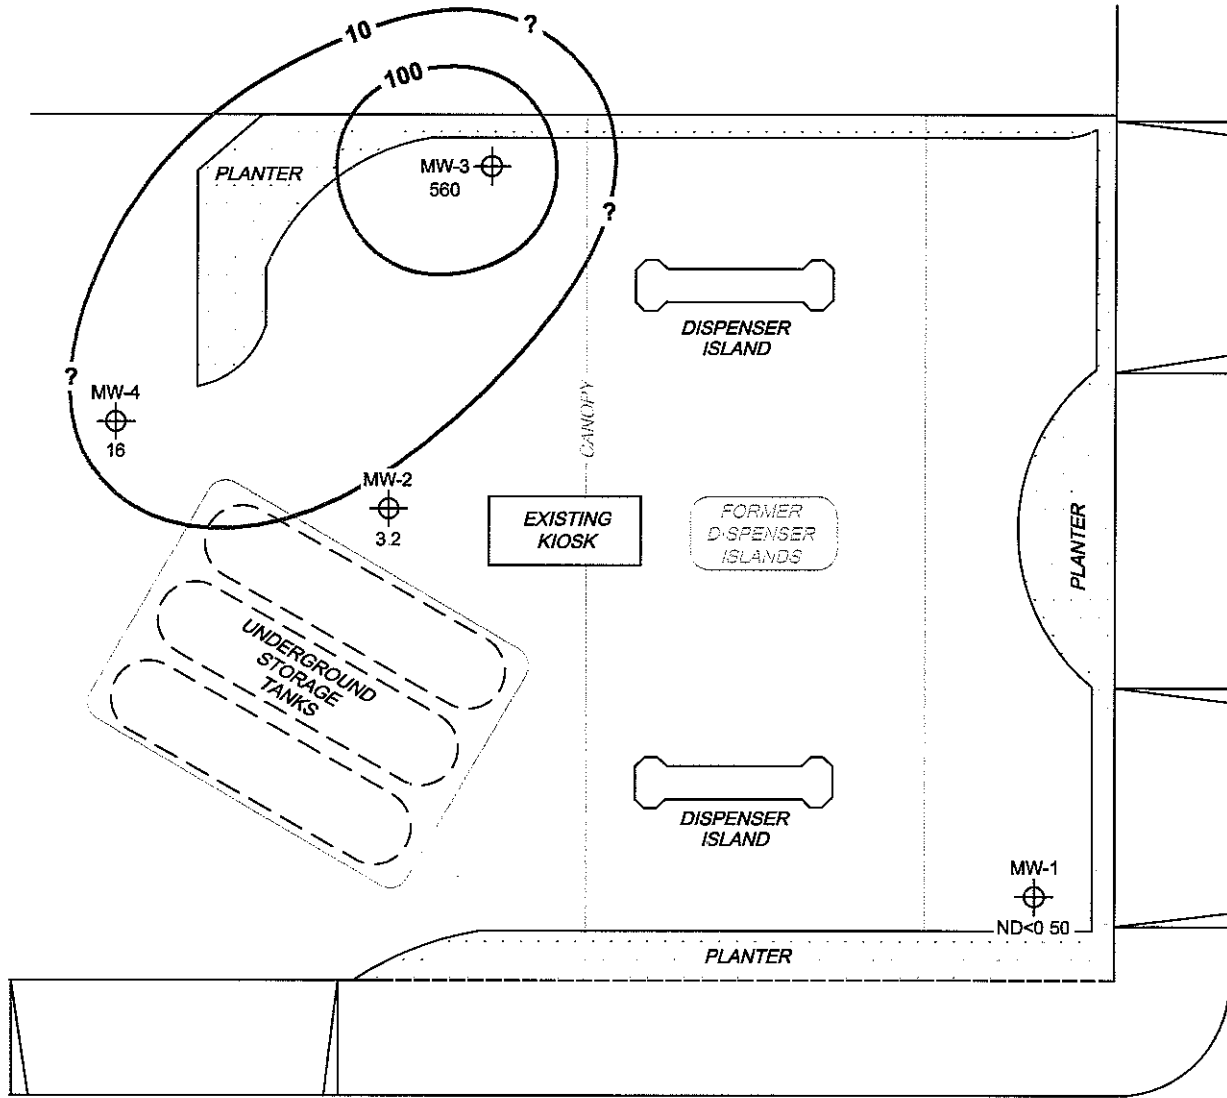 10
?
100
PLANTER
MW-3
560
?
DISPENSER
ISLAND
?
MW-4
16
CANOPY
MW-2
3.2
EXISTING
KIOSK
FORMER
D·SPENSER
ISLANDS
PLANTER
UNDERGROUND
STORAGE
TANKS
DISPENSER
ISLAND
MW-1
ND<0 50
PLANTER